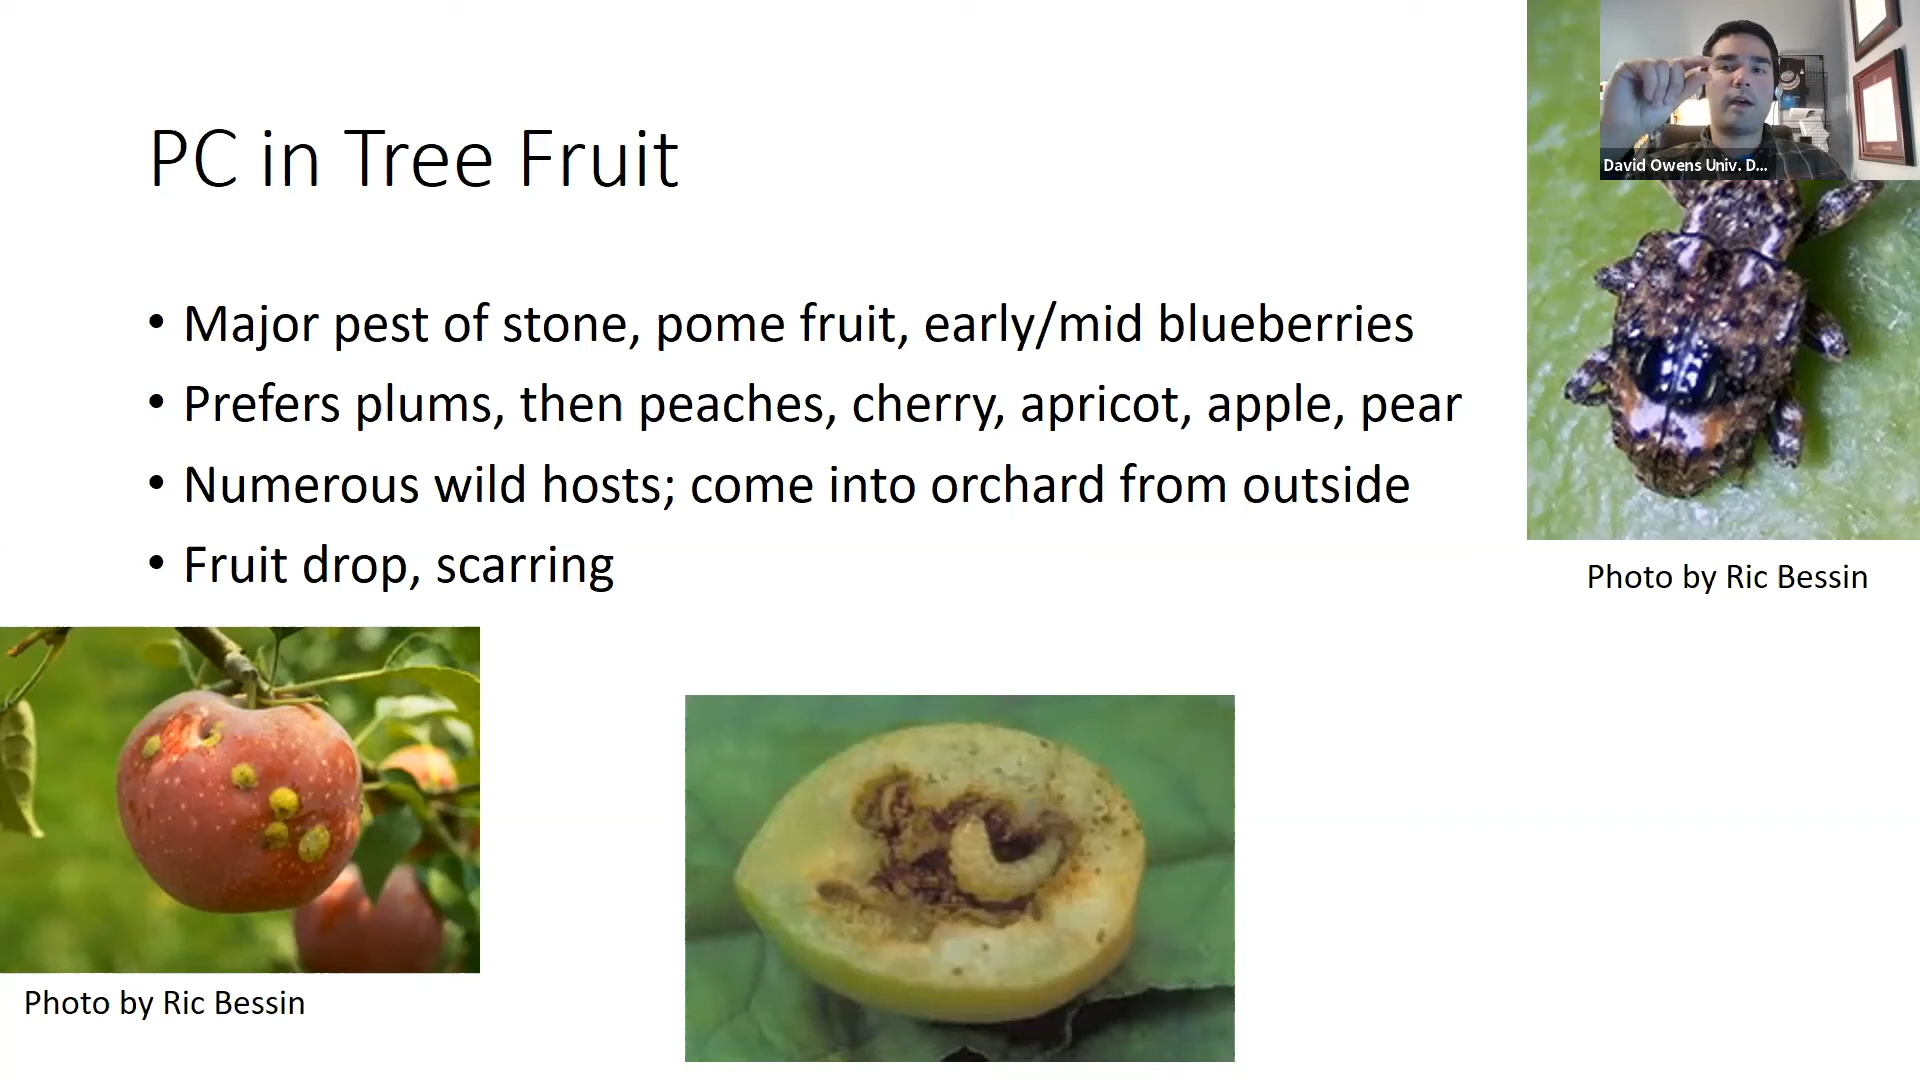 PC in Tree Fruit
• Major pest of stone, pome fruit, early/mid blueberries
• Prefers plums, then peaches, cherry, apricot, apple, pear
• Numerous wild hosts; come into orchard from outside
• Fruit drop, scarring
David Owens Univ. D...
Photo by Ric Bessin
Photo by Ric Bessin